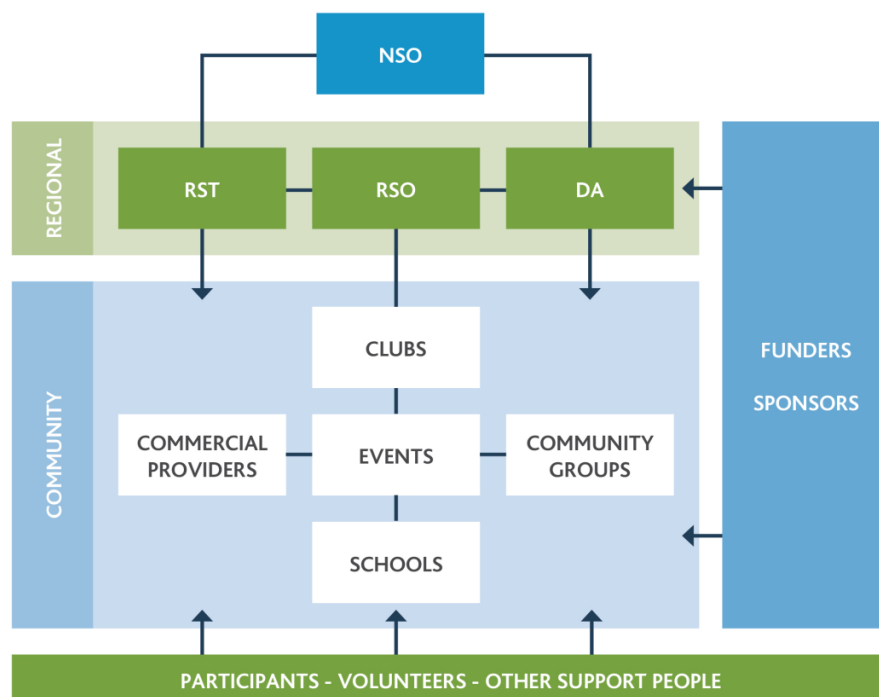 NSO
REGIONAL
RST
RSO
DA
COMMUNITY
CLUBS
COMMERCIAL
PROVIDERS
EVENTS
COMMUNITY
GROUPS
SCHOOLS
FUNDERS
SPONSORS
PARTICIPANTS - VOLUNTEERS - OTHER SUPPORT PEOPLE